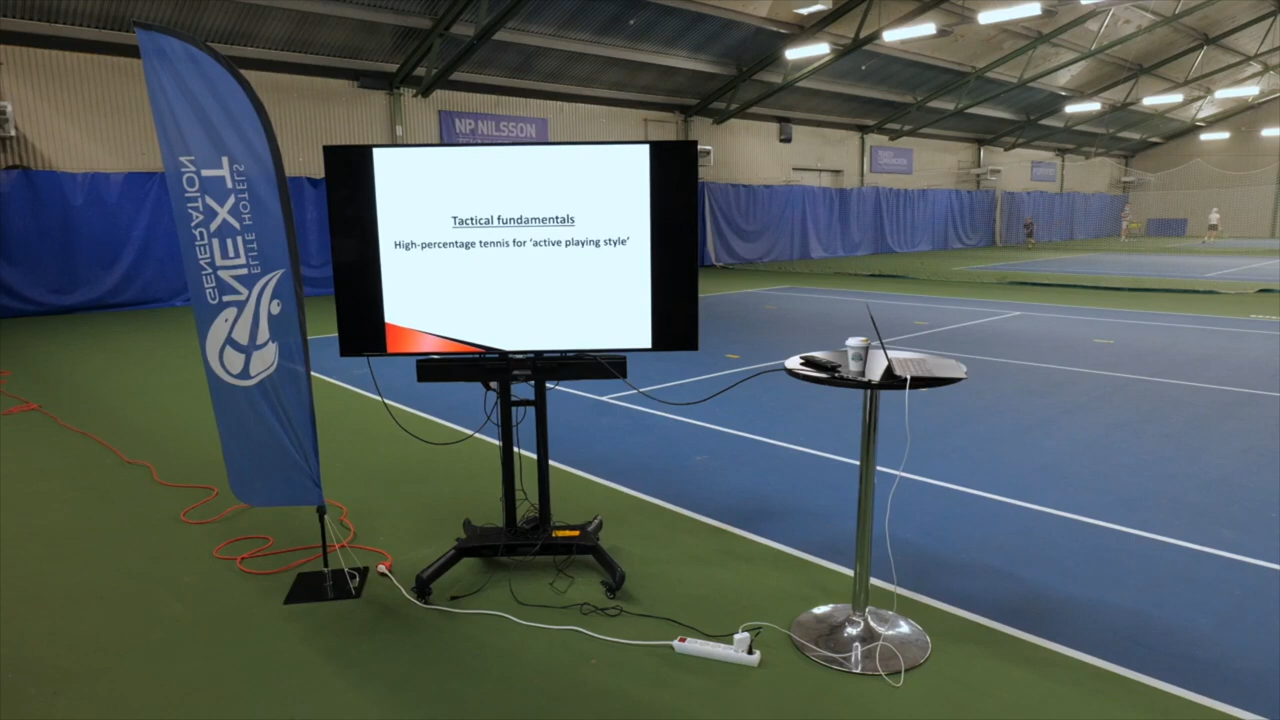 NP NILSSON
Tactical fundamentals
High-percentage tennis for ‘active playing style’
GENERATION
NEXT
ELITE HOTELS